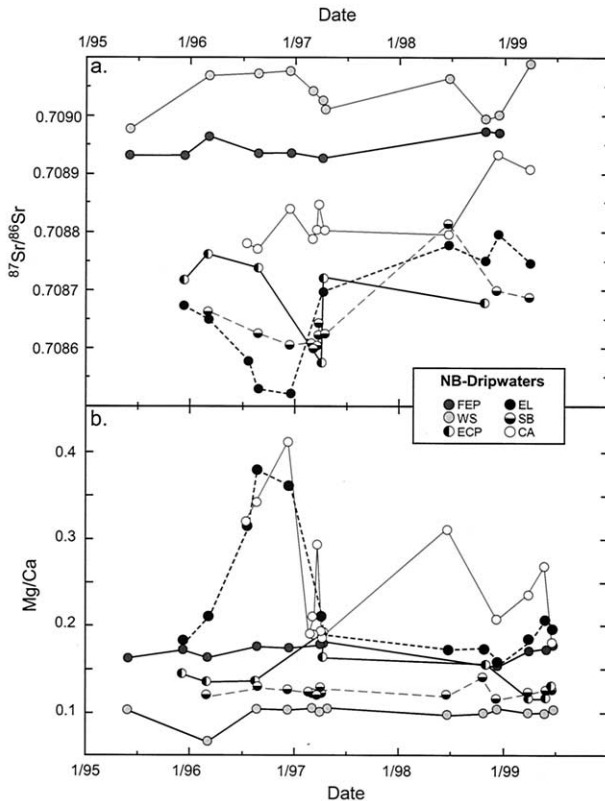 Date
1/95 1/96 1/97 1/98 1/99
a.
0.7090
0.7089
0.7088
0.7087
0.7086
87Sr/86Sr
NB-Dripwaters
FEP EL
WS SB
ECP CA
b.
0.4
0.3
0.2
0.1
Mg/Ca
1/95 1/96 1/97 1/98 1/99
Date